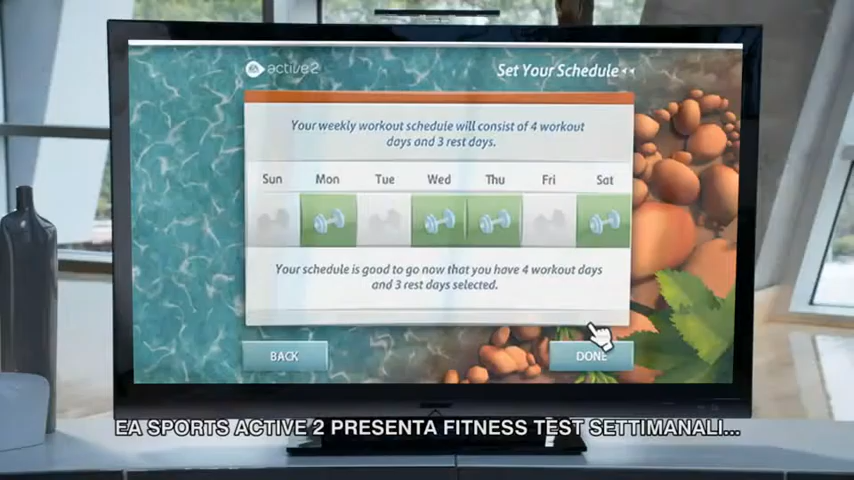 EA active2
Set Your Schedule
Your weekly workout schedule will consist of 4 workout
days and 3 rest days.
Sun Mon Tue Wed Thu Fri Sat
Your schedule is good to go now that you have 4 workout days
and 3 rest days selected.
BACK DONE
EA SPORTS ACTIVE 2 PRESENTA FITNESS TEST SETTIMANALI...